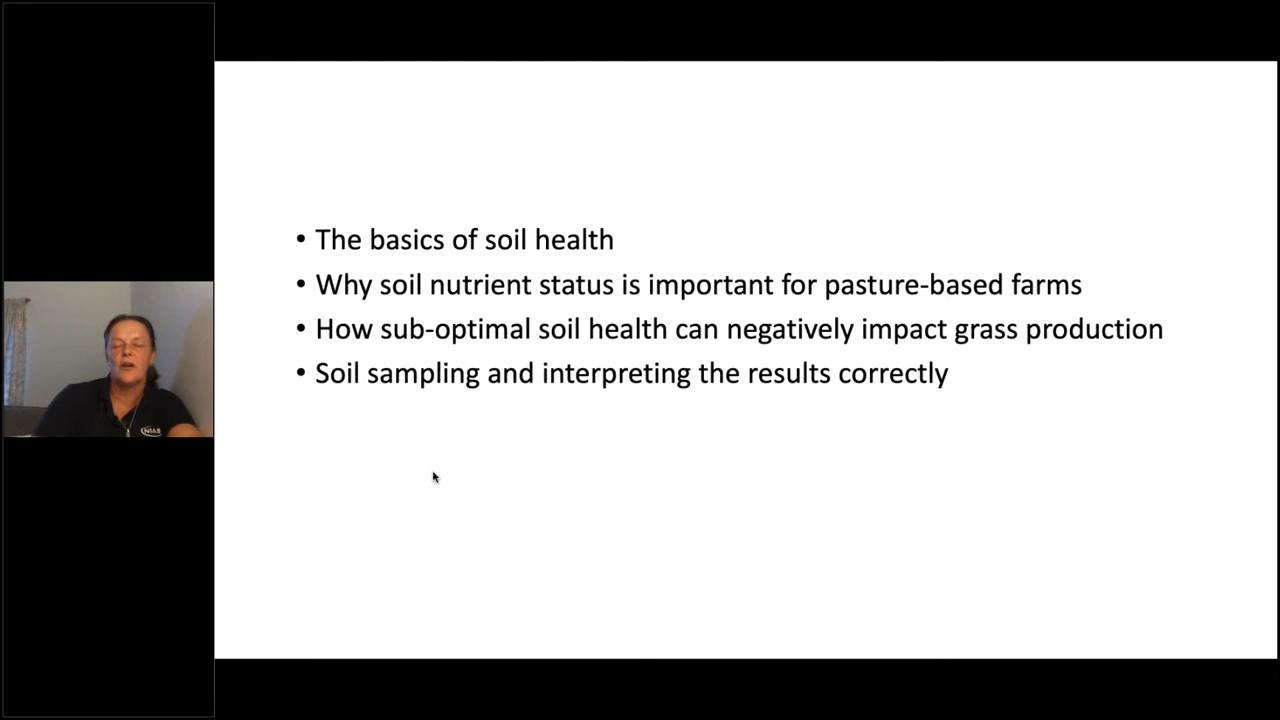 • The basics of soil health
• Why soil nutrient status is important for pasture-based farms
• How sub-optimal soil health can negatively impact grass production
• Soil sampling and interpreting the results correctly
NIAB